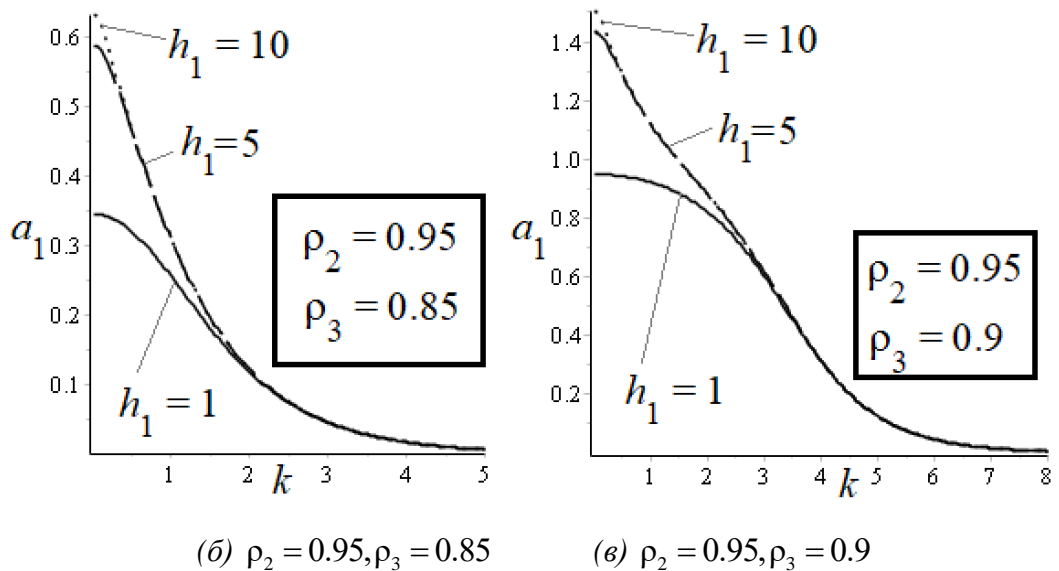 0.6
0.5
0.4
0.3
0.2
0.1
a₁
h₁ = 10
h₁=5
h₁ = 1
ρ₂ = 0.95
ρ₃ = 0.85
1 2 3 4 5
k
1.4
1.2
1.0
0.8
0.6
0.4
0.2
a₁
h₁ = 10
h₁=5
h₁ = 1
ρ₂ = 0.95
ρ₃ = 0.9
1 2 3 4 5 6 7 8
k
(б) ρ₂ = 0.95, ρ₃ = 0.85 (в) ρ₂ = 0.95, ρ₃ = 0.9